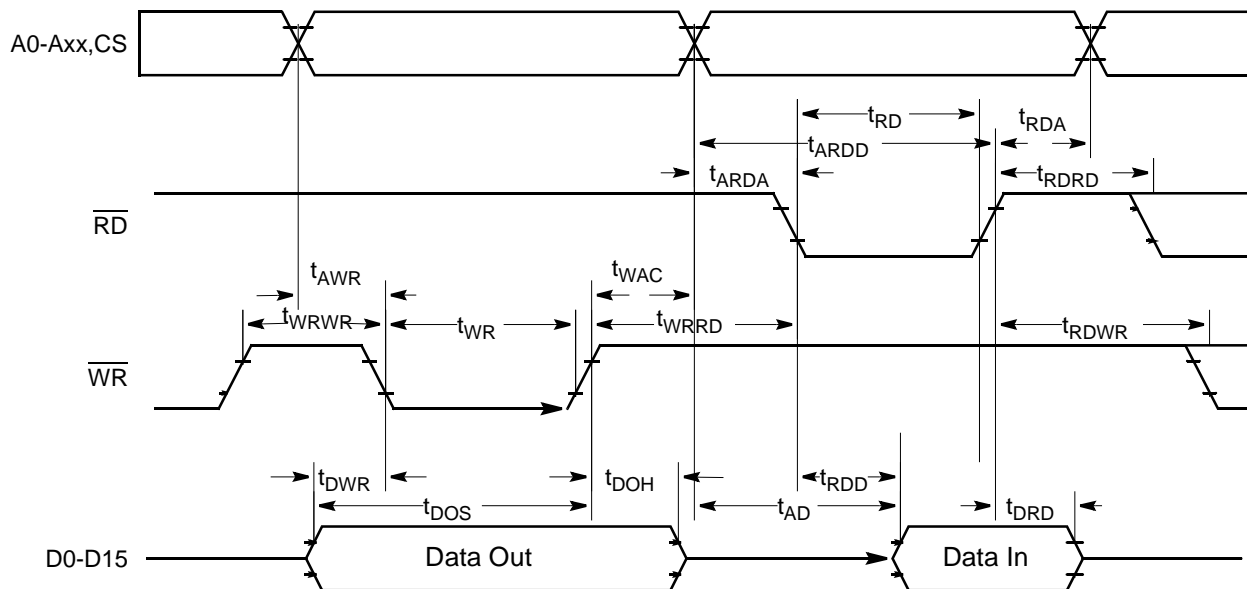 A0-Axx,CS
tRD
tRDA
tARDD
tARDA
tRDRD
RD
tAWR
tWAC
tWRWR
tWR
tWRRD
tRDWR
WR
tDWR
tDOH
tRDD
tDOS
tAD
tDRD
D0-D15
Data Out
Data In